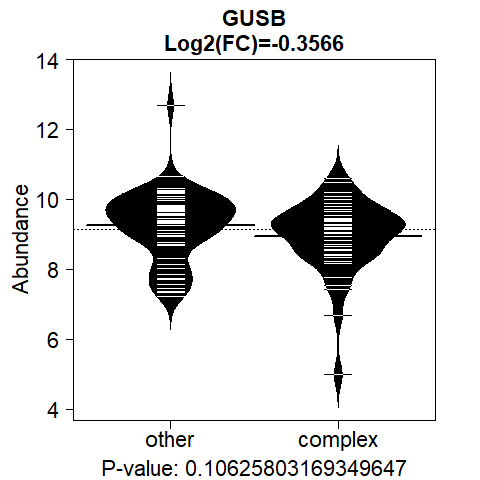 GUSB
Log2(FC)=-0.3566
14
12
10
8
6
4
Abundance
other complex
P-value: 0.10625803169349647